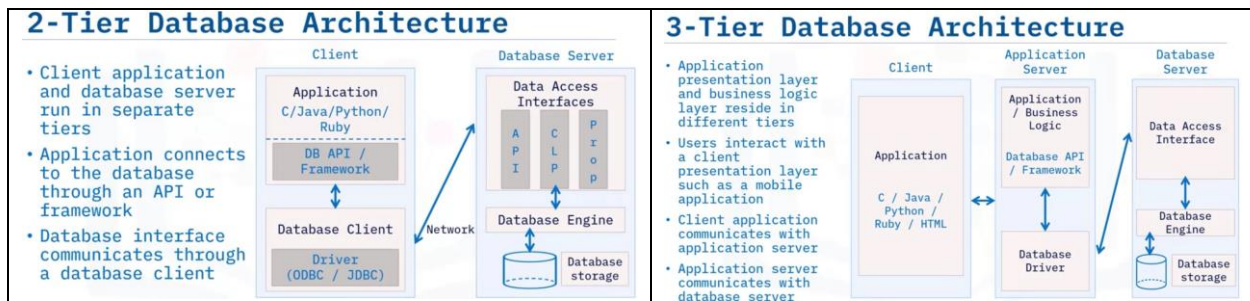 2-Tier Database Architecture
• Client application
and database server
run in separate
tiers
• Application connects
to the database
through an API or
framework
• Database interface
communicates through
a database client
Client
Application
C/Java/Python/
Ruby
DB API /
Framework
Database Client
Driver
(ODBC / JDBC)
Network
Database Server
Data Access
Interfaces
API
CLP
Prop
Database Engine
Database
storage
3-Tier Database Architecture
• Application
presentation layer
and business logic
layer reside in
different tiers
• Users interact with
a client
presentation layer
such as a mobile
application
• Client application
communicates with
application server
• Application server
communicates with
database server
Client
Application
C / Java /
Python /
Ruby / HTML
Application
Server
Application
/ Business
Logic
Database API
/ Framework
Database
Driver
Database
Server
Data Access
Interface
Database
Engine
Database
storage